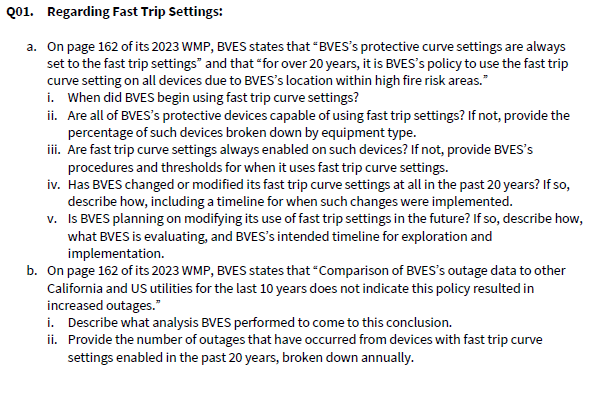 Q01. Regarding Fast Trip Settings:
a. On page 162 of its 2023 WMP, BVES states that “BVES’s protective curve settings are always
set to the fast trip settings” and that “for over 20 years, it is BVES’s policy to use the fast trip
curve setting on all devices due to BVES’s location within high fire risk areas.”
i. When did BVES begin using fast trip curve settings?
ii. Are all of BVES’s protective devices capable of using fast trip settings? If not, provide the
percentage of such devices broken down by equipment type.
iii. Are fast trip curve settings always enabled on such devices? If not, provide BVES’s
procedures and thresholds for when it uses fast trip curve settings.
iv. Has BVES changed or modified its fast trip curve settings at all in the past 20 years? If so,
describe how, including a timeline for when such changes were implemented.
v. Is BVES planning on modifying its use of fast trip settings in the future? If so, describe how,
what BVES is evaluating, and BVES’s intended timeline for exploration and
implementation.
b. On page 162 of its 2023 WMP, BVES states that “Comparison of BVES’s outage data to other
California and US utilities for the last 10 years does not indicate this policy resulted in
increased outages.”
i. Describe what analysis BVES performed to come to this conclusion.
ii. Provide the number of outages that have occurred from devices with fast trip curve
settings enabled in the past 20 years, broken down annually.